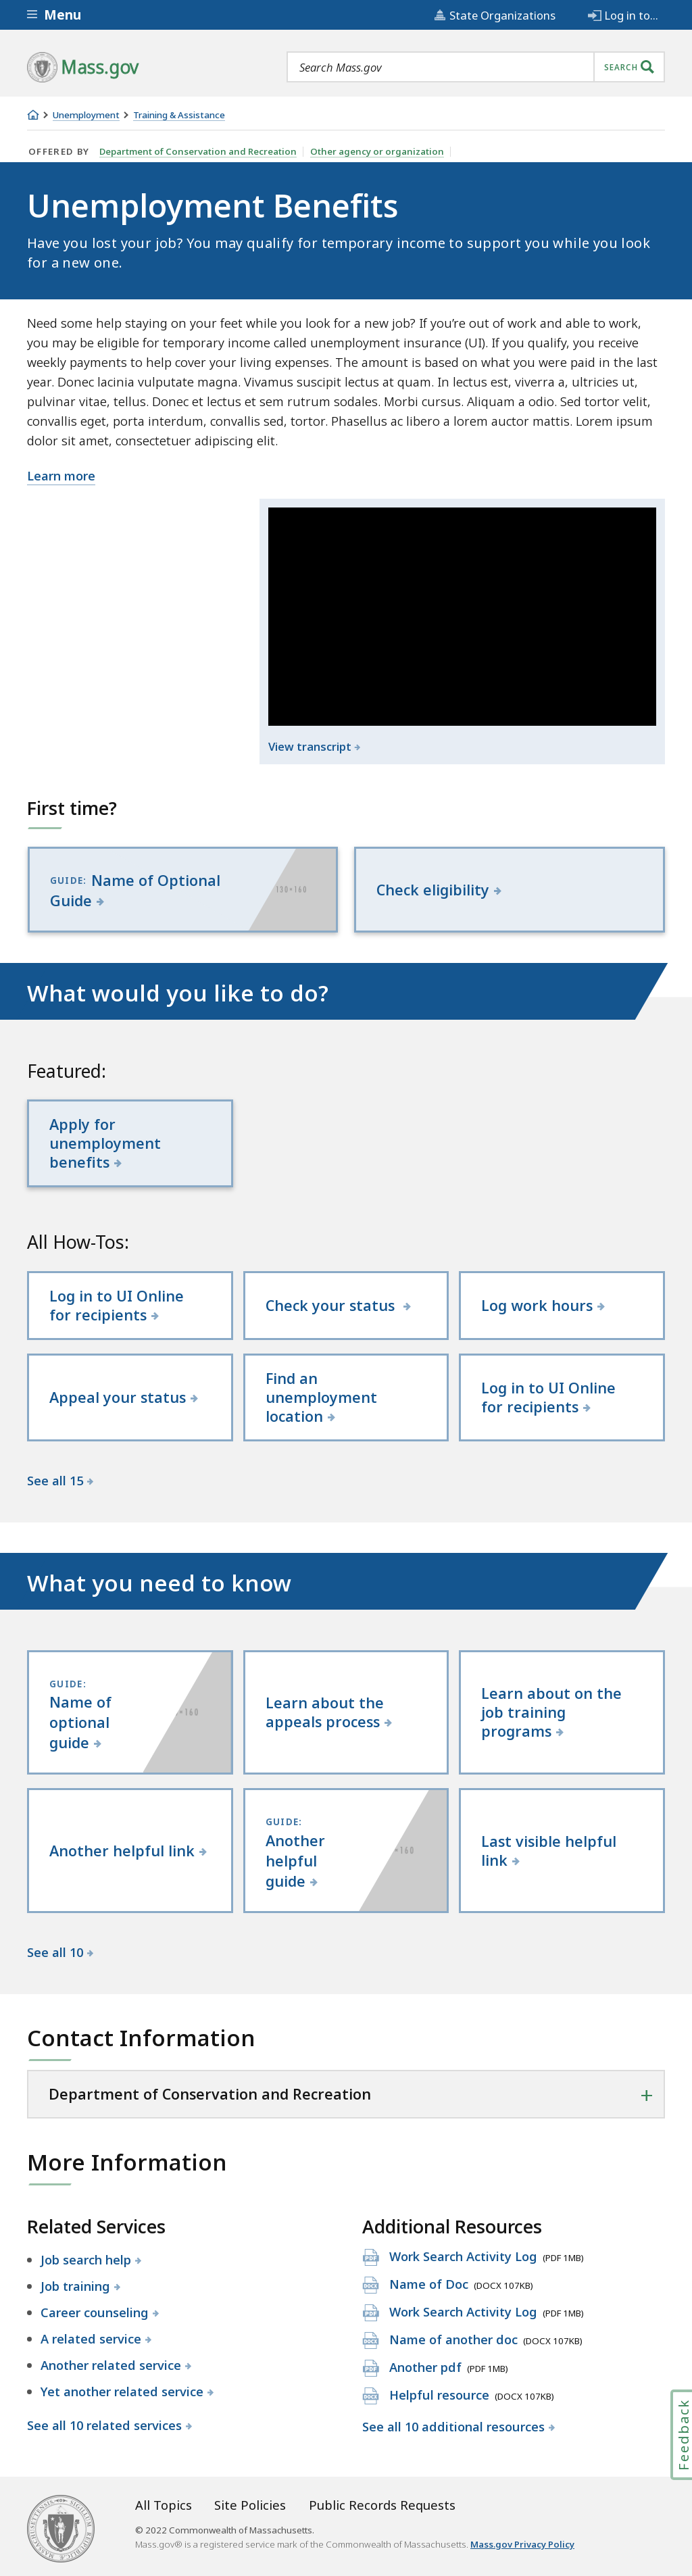 Menu
State Organizations
Log in to...
Mass.gov
Search Mass.gov
SEARCH
Unemployment
Training & Assistance
OFFERED BY
Department of Conservation and Recreation
Other agency or organization
Unemployment Benefits
Have you lost your job? You may qualify for temporary income to support you while you look
for a new one.
Need some help staying on your feet while you look for a new job? If you’re out of work and able to work,
you may be eligible for temporary income called unemployment insurance (UI). If you qualify, you receive
weekly payments to help cover your living expenses. The amount is based on what you were paid in the last
year. Donec lacinia vulputate magna. Vivamus suscipit lectus at quam. In lectus est, viverra a, ultricies ut,
pulvinar vitae, tellus. Donec et lectus et sem rutrum sodales. Morbi cursus. Aliquam a odio. Sed tortor velit,
convallis eget, porta interdum, convallis sed, tortor. Phasellus ac libero a lorem auctor mattis. Lorem ipsum
dolor sit amet, consectetuer adipiscing elit.
Learn more
View transcript
First time?
GUIDE: Name of Optional
Guide
130×160
Check eligibility
What would you like to do?
Featured:
Apply for
unemployment
benefits
All How-Tos:
Log in to UI Online
for recipients
Check your status
Log work hours
Appeal your status
Find an
unemployment
location
Log in to UI Online
for recipients
See all 15
What you need to know
GUIDE:
Name of
optional
guide
×160
Learn about the
appeals process
Learn about on the
job training
programs
Another helpful link
GUIDE:
Another
helpful
guide
×160
Last visible helpful
link
See all 10
Contact Information
Department of Conservation and Recreation
More Information
Related Services
Job search help
Job training
Career counseling
A related service
Another related service
Yet another related service
See all 10 related services
Additional Resources
PDF Work Search Activity Log (PDF 1MB)
DOCX Name of Doc (DOCX 107KB)
PDF Work Search Activity Log (PDF 1MB)
DOCX Name of another doc (DOCX 107KB)
PDF Another pdf (PDF 1MB)
DOCX Helpful resource (DOCX 107KB)
See all 10 additional resources
Feedback
All Topics
Site Policies
Public Records Requests
© 2022 Commonwealth of Massachusetts.
Mass.gov® is a registered service mark of the Commonwealth of Massachusetts. Mass.gov Privacy Policy